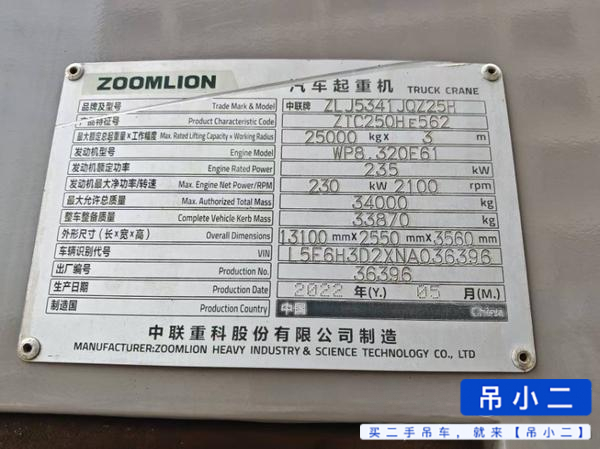 ZOOMLION 汽车起重机 TRUCK CRANE
品牌及型号 Trade Mark & Model 中联牌 ZLJ5341JQZ25H
产品特征号 Product Characteristic Code ZTC250HE562
最大额定总起重量×工作幅度 Max. Rated Lifting Capacity × Working Radius 25000 kg× 3 m
发动机型号 Engine Model WP8.320E61
发动机额定功率 Engine Rated Power 235 kW
发动机最大净功率/转速 Max. Engine Net Power/RPM 230 kW 2100 rpm
最大允许总质量 Max. Authorized Total Mass 34000 kg
整车整备质量 Complete Vehicle Kerb Mass 33870 kg
外形尺寸(长×宽×高) Overall Dimensions 13100 mm×2550 mm×3560 mm
车辆识别代号 VIN L5E6H3D2XNA036396
出厂编号 Production No. 36396
生产日期 Production Date 2022 年(Y.) 05 月(M.)
制造国 Production Country 中国 China
中联重科股份有限公司制造
MANUFACTURER:ZOOMLION HEAVY INDUSTRY & SCIENCE TECHNOLOGY CO., LTD
吊小二
买二手吊车,就来【吊小二】